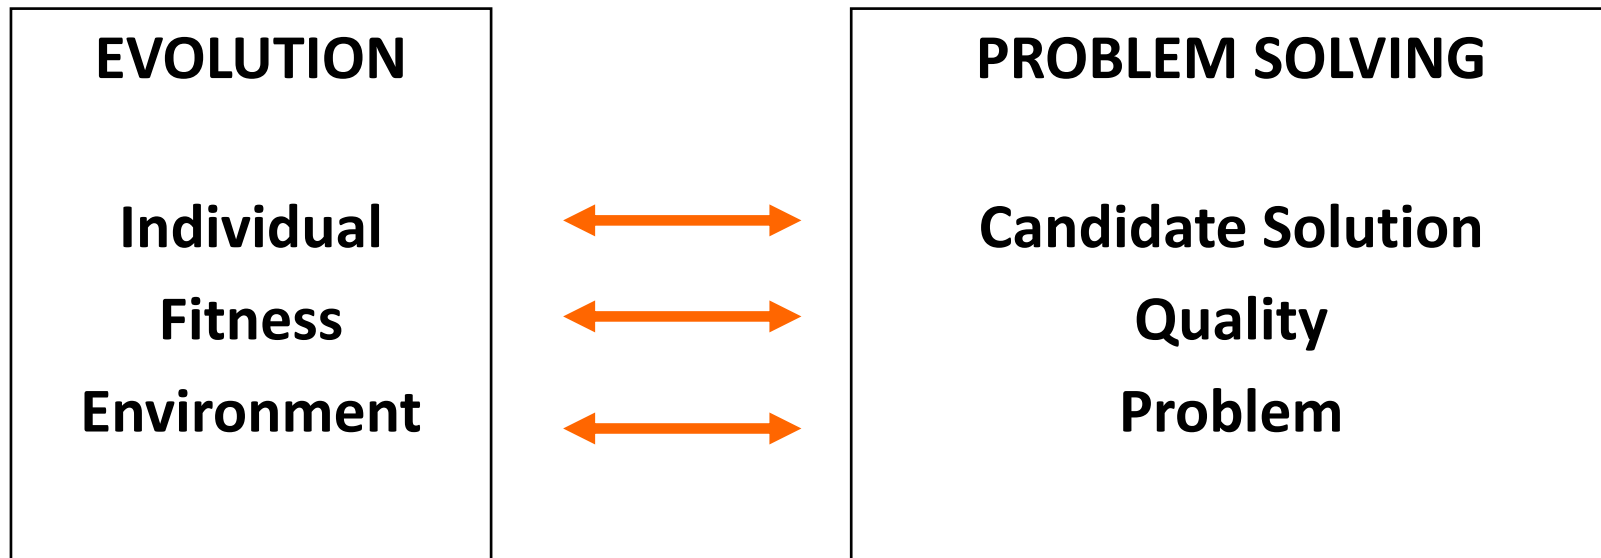 EVOLUTION
Individual
Fitness
Environment
PROBLEM SOLVING
Candidate Solution
Quality
Problem